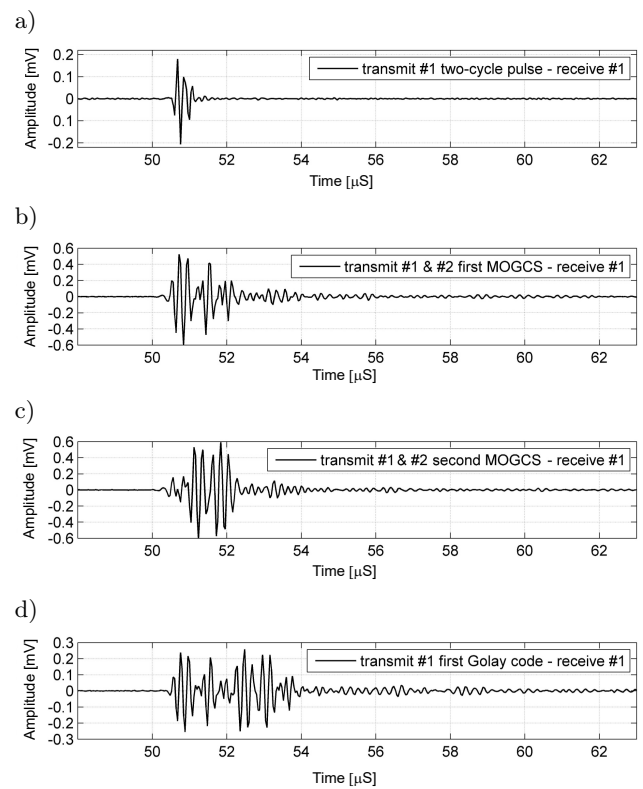 a)
Amplitude [mV]
0.2
0.1
0
0.1
-0.2
transmit #1 two-cycle pulse - receive #1
50 52 54 56 58 60 62
Time [μS]
b)
Amplitude [mV]
0.6
0.4
0.2
0
-0.2
-0.4
-0.6
transmit #1 & #2 first MOGCS - receive #1
50 52 54 56 58 60 62
Time [μS]
c)
Amplitude [mV]
0.6
0.4
0.2
0
-0.2
-0.4
-0.6
transmit #1 & #2 second MOGCS - receive #1
50 52 54 56 58 60 62
Time [μS]
d)
Amplitude [mV]
0.3
0.2
0.1
0
-0.1
-0.2
-0.3
transmit #1 first Golay code - receive #1
50 52 54 56 58 60 62
Time [μS]